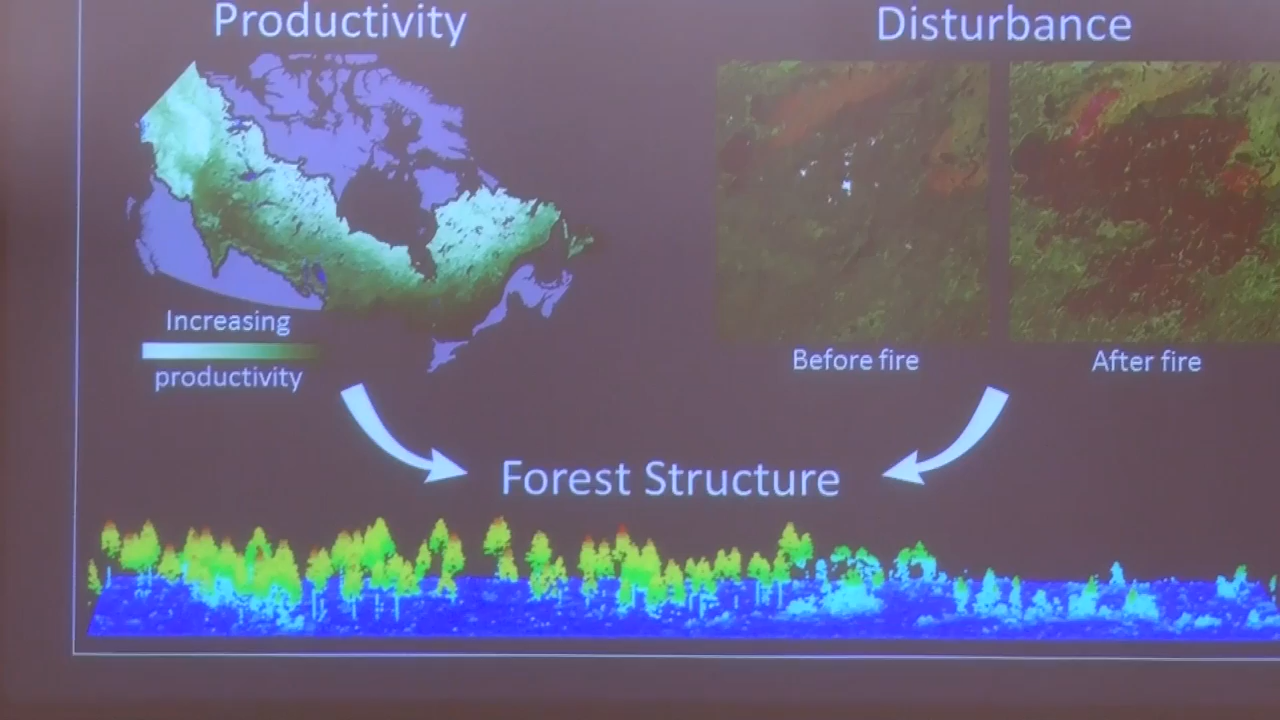 Productivity
Disturbance
Increasing
productivity
Before fire
After fire
Forest Structure